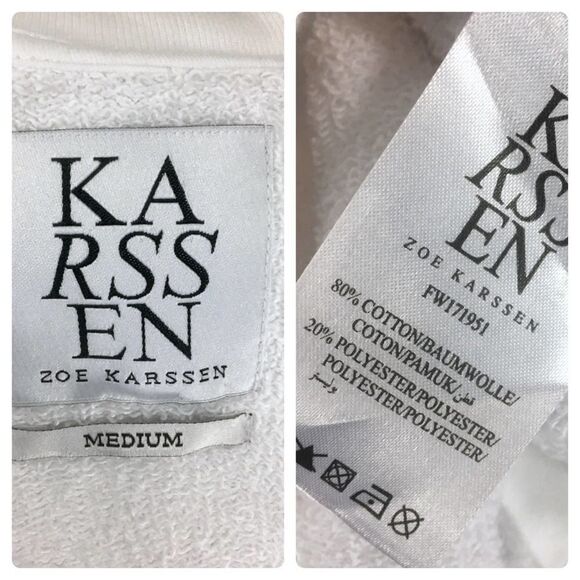 KA
RSS
EN
ZOE KARSSEN
MEDIUM
K
RSS
EN
ZOE KARSSEN
FW171951
80% COTTON/BAUMWOLLE/
COTON/PAMUK/ قطن/
20% POLYESTER/POLYESTER/
POLYESTER/POLYESTER/